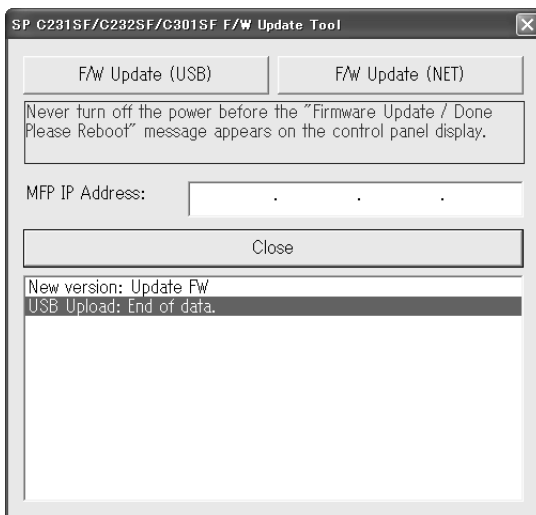 SP C231SF/C232SF/C301SF F/W Update Tool
F/W Update (USB) F/W Update (NET)
Never turn off the power before the "Firmware Update / Done
Please Reboot" message appears on the control panel display.
MFP IP Address: . . .
Close
New version: Update FW
USB Upload: End of data.